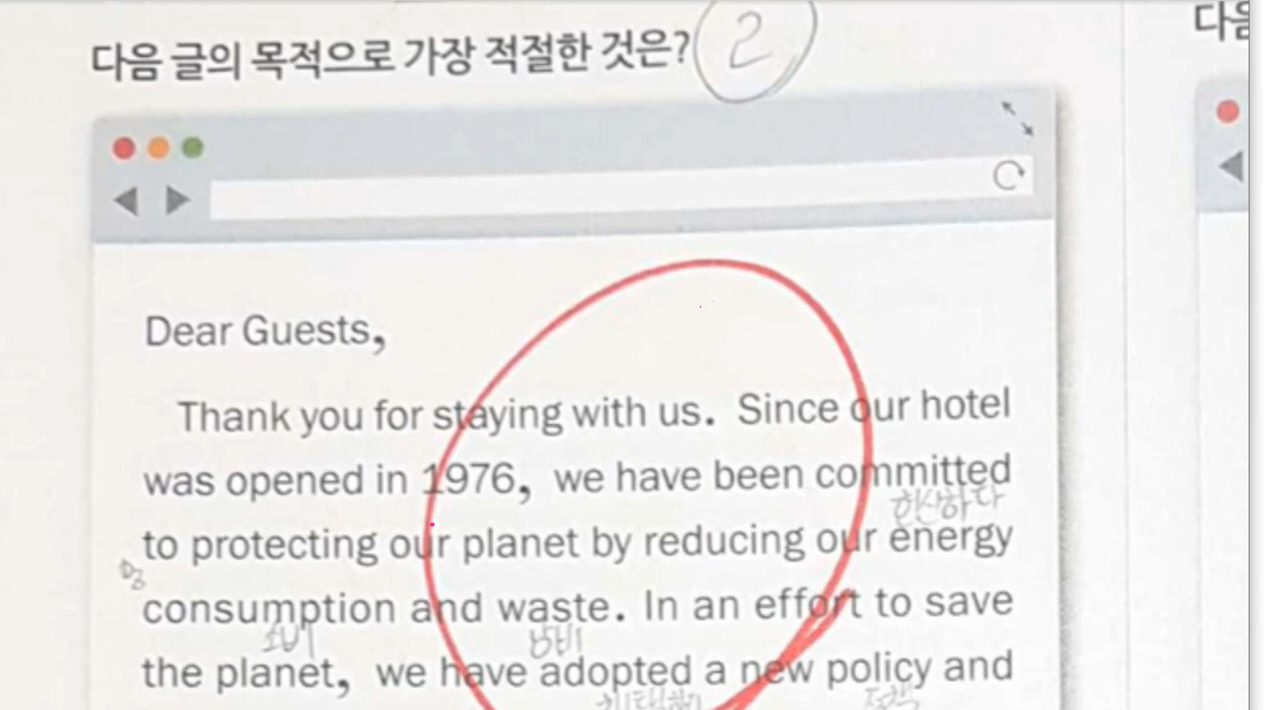 다음 글의 목적으로 가장 적절한 것은? 2
다음
Dear Guests,
Thank you for staying with us. Since our hotel
was opened in 1976, we have been committed
to protecting our planet by reducing our energy
consumption and waste. In an effort to save
소비 낭비
the planet, we have adopted a new policy and
정책